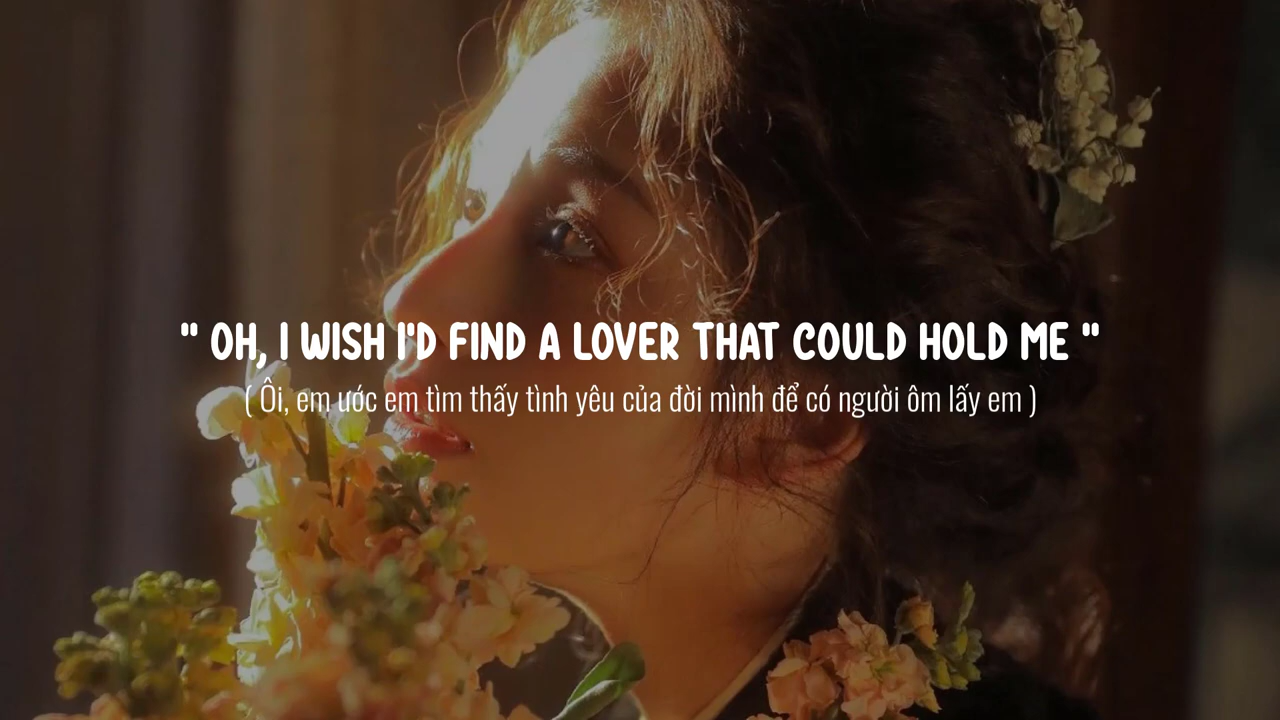 " OH, I WISH I'D FIND A LOVER THAT COULD HOLD ME "
( Ôi, em ước em tìm thấy tình yêu của đời mình để có người ôm lấy em )